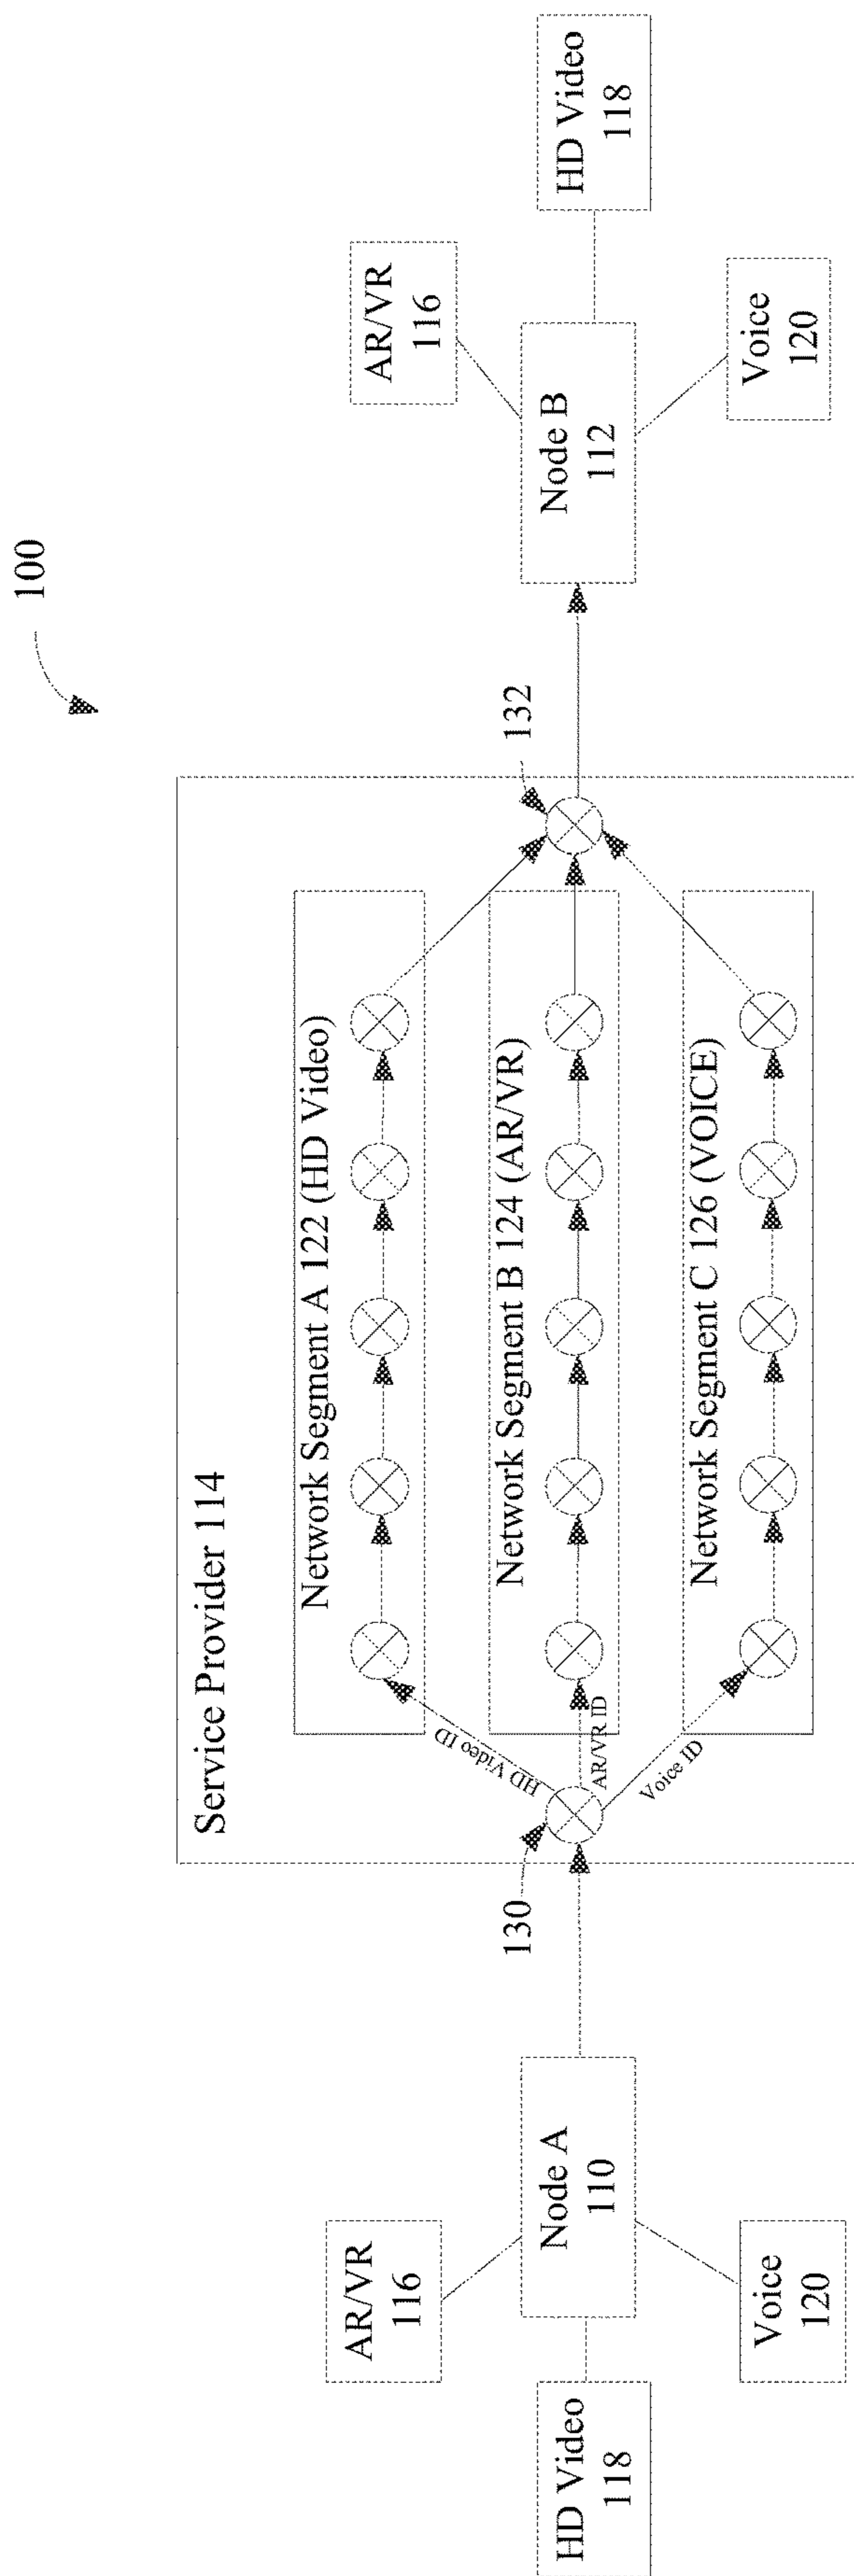 100
Service Provider 114
Network Segment A 122 (HD Video)
Network Segment B 124 (AR/VR)
Network Segment C 126 (VOICE)
HD Video ID
AR/VR ID
Voice ID
130
132
AR/VR
116
HD Video
118
Node A
110
Voice
120
AR/VR
116
Node B
112
HD Video
118
Voice
120